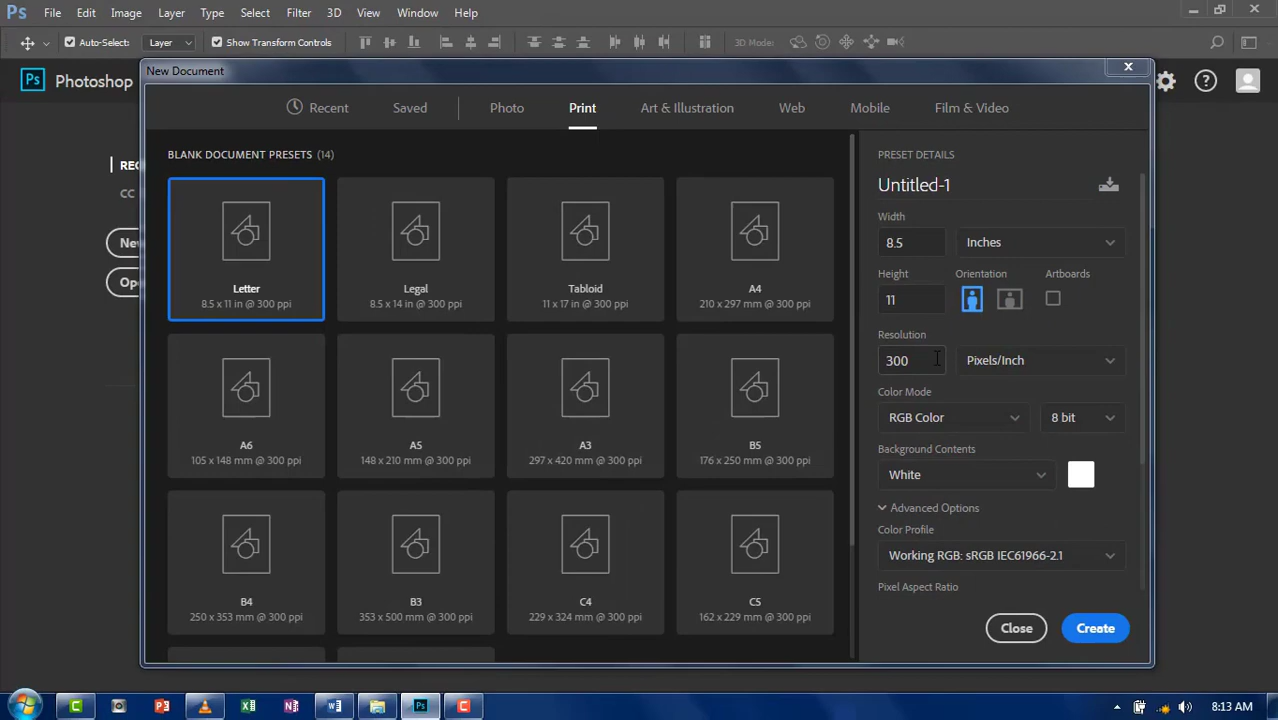 Ps File Edit Image Layer Type Select Filter 3D View Window Help
Auto-Select: Layer Show Transform Controls 3D Mode:
New Document
Ps Photoshop
Recent Saved Photo Print Art & Illustration Web Mobile Film & Video
BLANK DOCUMENT PRESETS (14)
Letter
8.5 x 11 in @ 300 ppi
Legal
8.5 x 14 in @ 300 ppi
Tabloid
11 x 17 in @ 300 ppi
A4
210 x 297 mm @ 300 ppi
A6
105 x 148 mm @ 300 ppi
A5
148 x 210 mm @ 300 ppi
A3
297 x 420 mm @ 300 ppi
B5
176 x 250 mm @ 300 ppi
B4
250 x 353 mm @ 300 ppi
B3
353 x 500 mm @ 300 ppi
C4
229 x 324 mm @ 300 ppi
C5
162 x 229 mm @ 300 ppi
PRESET DETAILS
Untitled-1
Width
8.5 Inches
Height Orientation Artboards
11
Resolution
300 Pixels/Inch
Color Mode
RGB Color 8 bit
Background Contents
White
Advanced Options
Color Profile
Working RGB: sRGB IEC61966-2.1
Pixel Aspect Ratio
Close Create
CC
8:13 AM